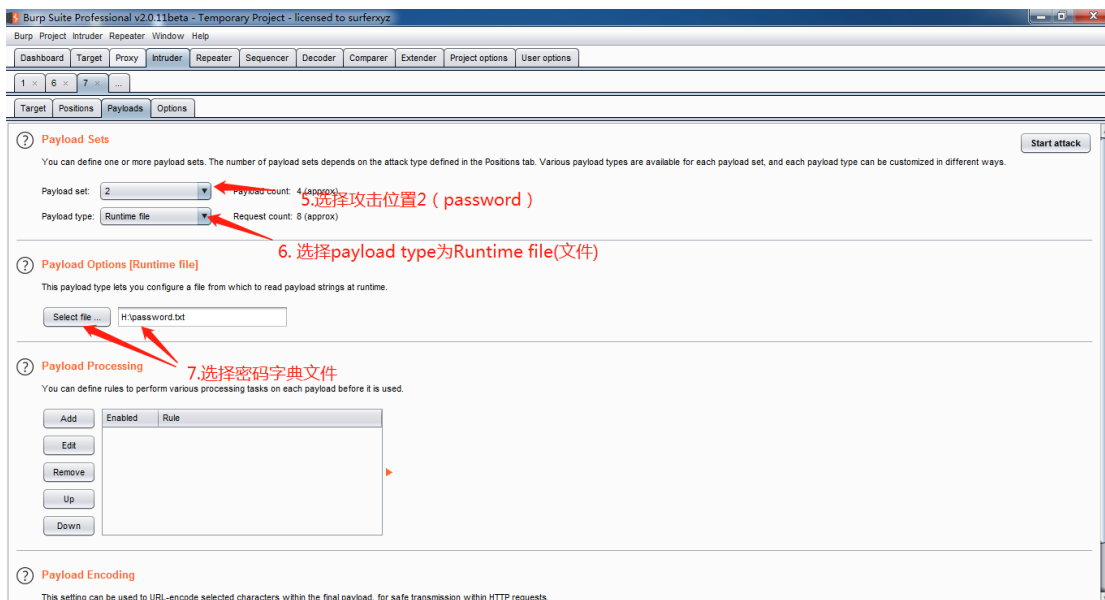 Burp Suite Professional v2.0.11beta - Temporary Project - licensed to surferxyz
Burp Project Intruder Repeater Window Help
Dashboard Target Proxy Intruder Repeater Sequencer Decoder Comparer Extender Project options User options
1 × 6 × 7 × ...
Target Positions Payloads Options
? Payload Sets
Start attack
You can define one or more payload sets. The number of payload sets depends on the attack type defined in the Positions tab. Various payload types are available for each payload set, and each payload type can be customized in different ways.
Payload set: 2 Payload count: 4 (approx)
5.选择攻击位置2（password）
Payload type: Runtime file Request count: 8 (approx)
6. 选择payload type为Runtime file(文件)
? Payload Options [Runtime file]
This payload type lets you configure a file from which to read payload strings at runtime.
Select file ... H:\password.txt
? Payload Processing
7.选择密码字典文件
You can define rules to perform various processing tasks on each payload before it is used.
Add Enabled Rule
Edit
Remove
Up
Down
? Payload Encoding
This setting can be used to URL-encode selected characters within the final payload, for safe transmission within HTTP requests.